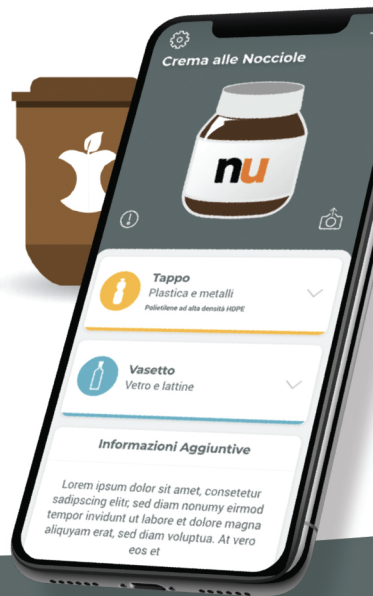 Crema alle Nocciole
nu
Tappo
Plastica e metalli
Polietilene ad alta densità HDPE
Vasetto
Vetro e lattine
Informazioni Aggiuntive
Lorem ipsum dolor sit amet, consetetur
sadipscing elitr, sed diam nonumy eirmod
tempor invidunt ut labore et dolore magna
aliquyam erat, sed diam voluptua. At vero
eos et